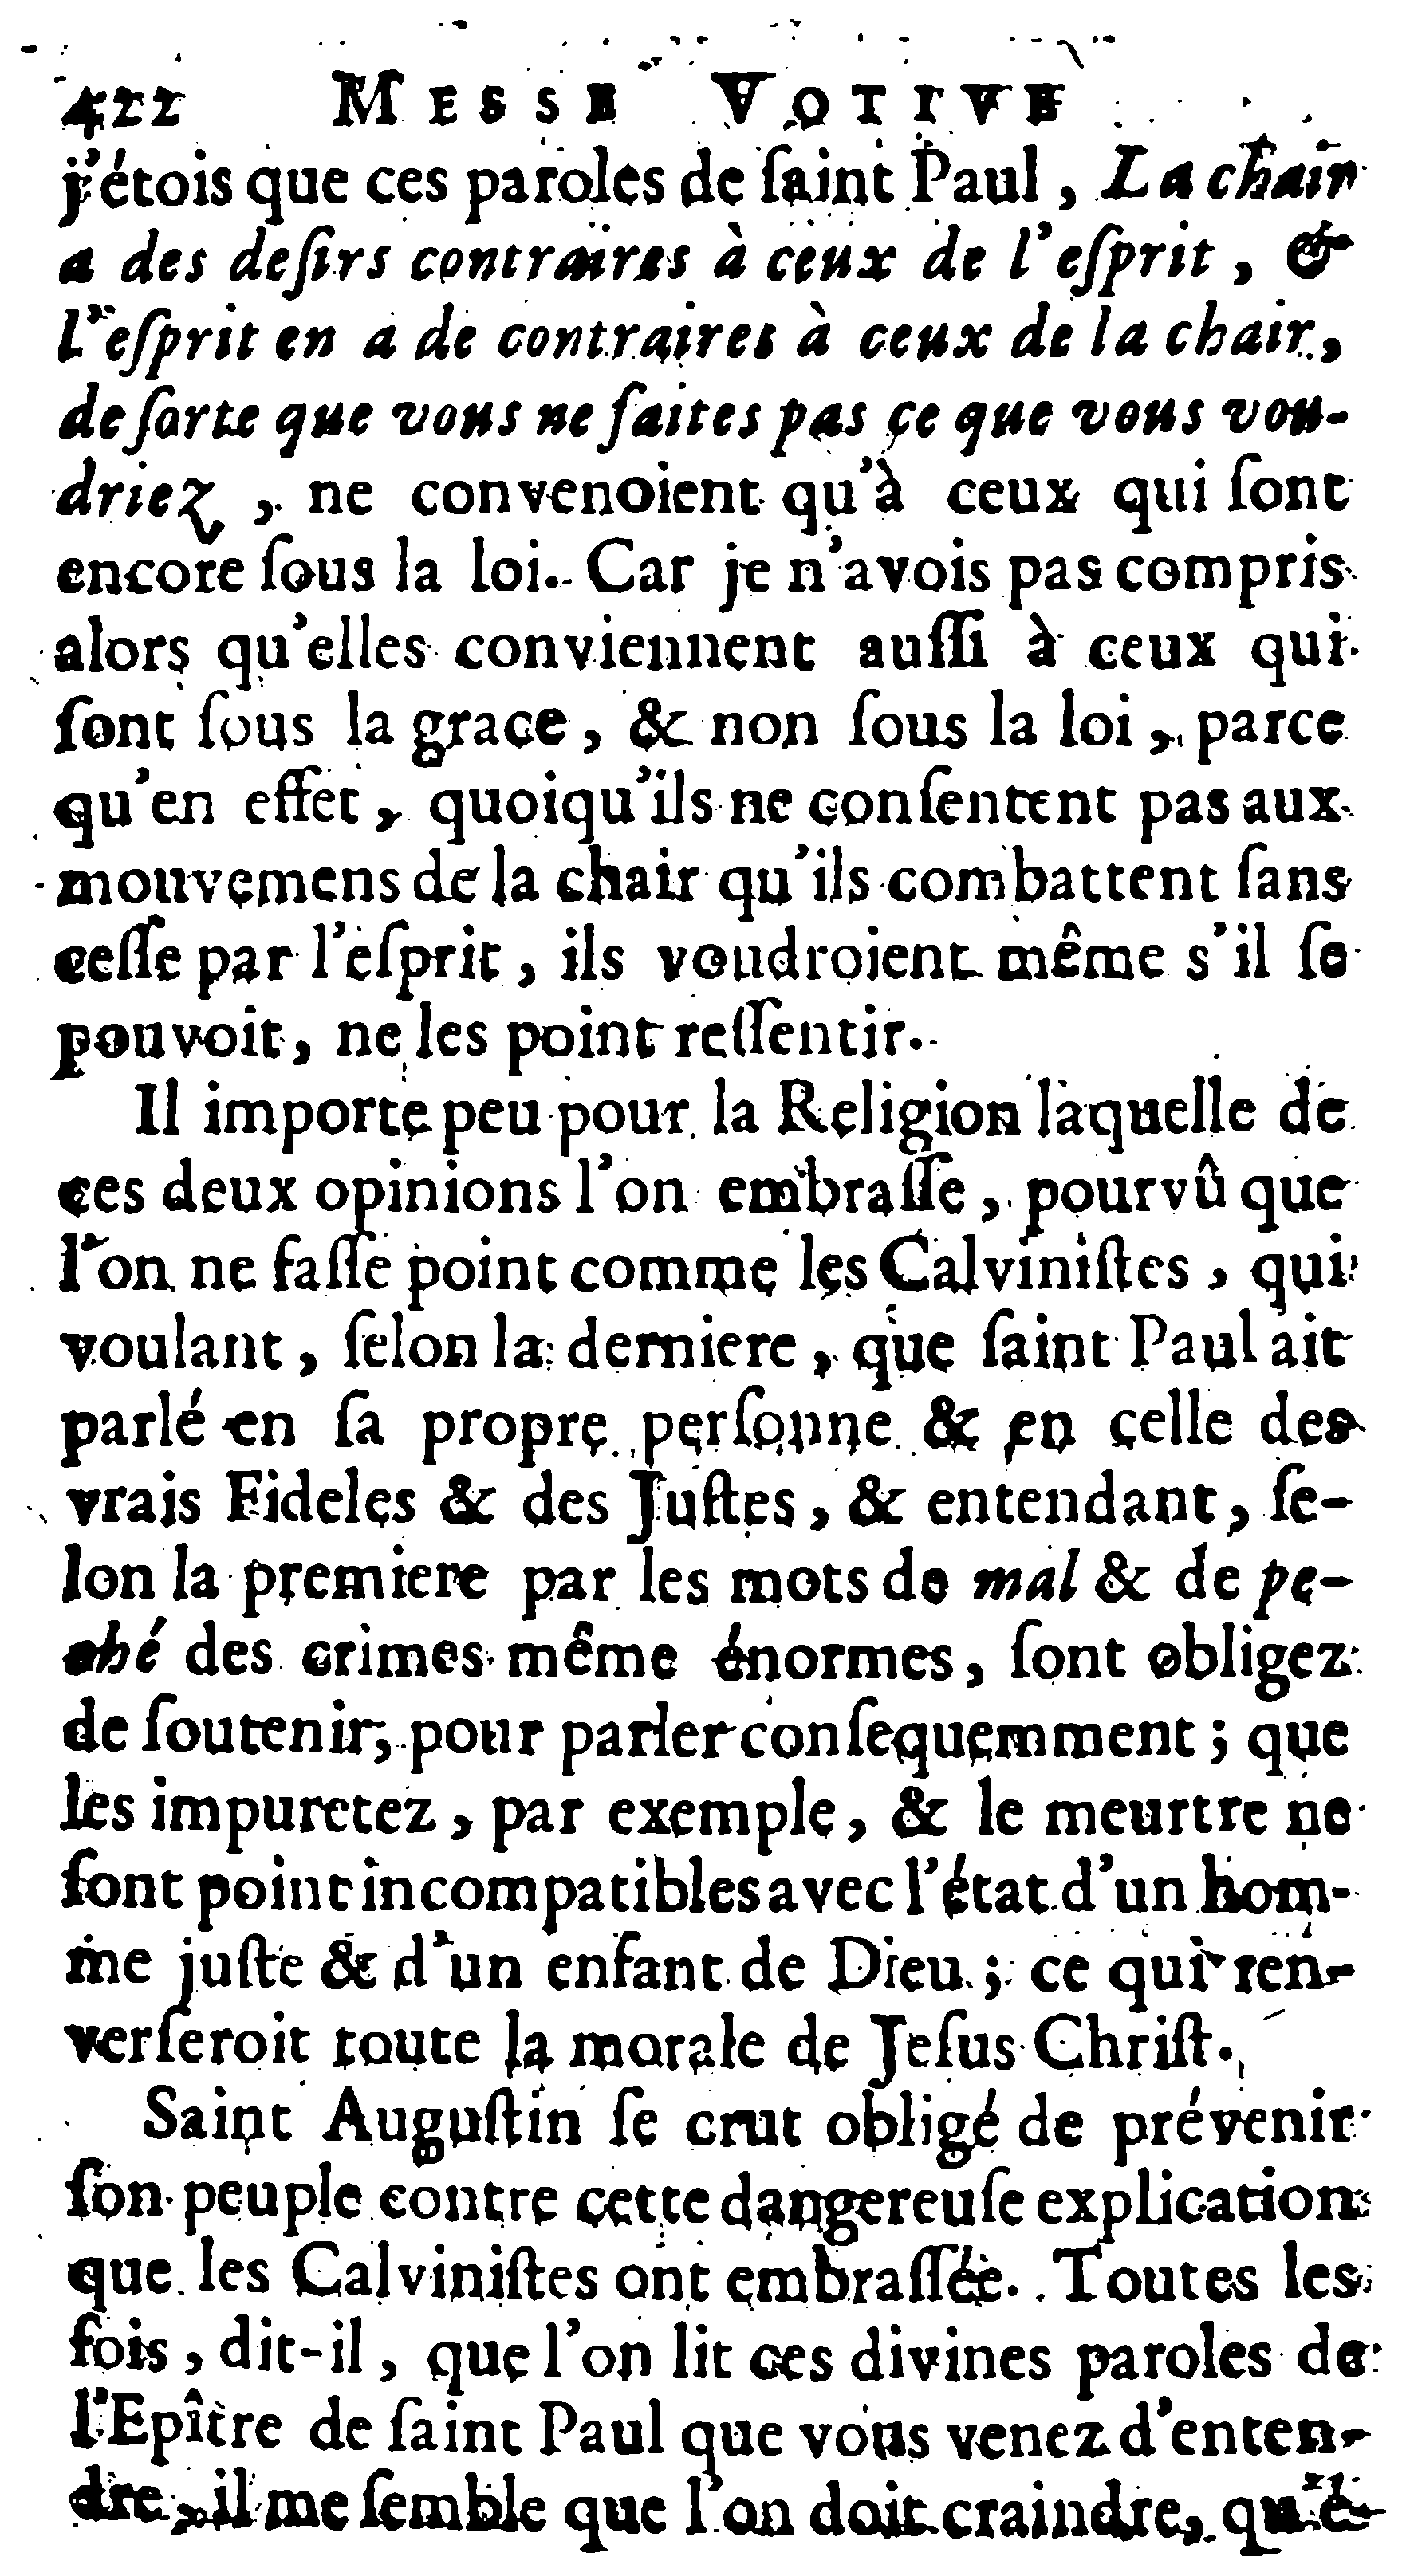 422 MESSE VOTIVE
j'étois que ces paroles de ſaint Paul, La chair
a des deſirs contraires à ceux de l'eſprit, &
l'eſprit en a de contraires à ceux de la chair,
de ſorte que vous ne faites pas ce que vous vou-
driez, ne convenoient qu'à ceux qui ſont
encore ſous la loi. Car je n'avois pas compris
alors qu'elles conviennent auſſi à ceux qui
ſont ſous la grace, & non ſous la loi, parce
qu'en effet, quoiqu'ils ne conſentent pas aux
mouvemens de la chair qu'ils combattent ſans
ceſſe par l'eſprit, ils voudroient même s'il ſe
pouvoit, ne les point reſſentir.
Il importe peu pour la Religion laquelle de
ces deux opinions l'on embraſſe, pourvû que
l'on ne faſſe point comme les Calviniſtes, qui
voulant, ſelon la derniere, que ſaint Paul ait
parlé en ſa propre perſonne & en celle des
vrais Fideles & des Juſtes, & entendant, ſe-
lon la premiere par les mots de mal & de pe-
ché des crimes même énormes, ſont obligez
de ſoutenir, pour parler conſequemment; que
les impuretez, par exemple, & le meurtre ne
ſont point incompatibles avec l'état d'un hom-
me juſte & d'un enfant de Dieu; ce qui ren-
verſeroit toute la morale de Jeſus Chriſt.
Saint Auguſtin ſe crut obligé de prévenir
ſon peuple contre cette dangereuſe explication
que les Calviniſtes ont embraſſée. Toutes les
fois, dit-il, que l'on lit ces divines paroles de
l'Epître de ſaint Paul que vous venez d'enten-
dre, il me ſemble que l'on doit craindre, qu'é-